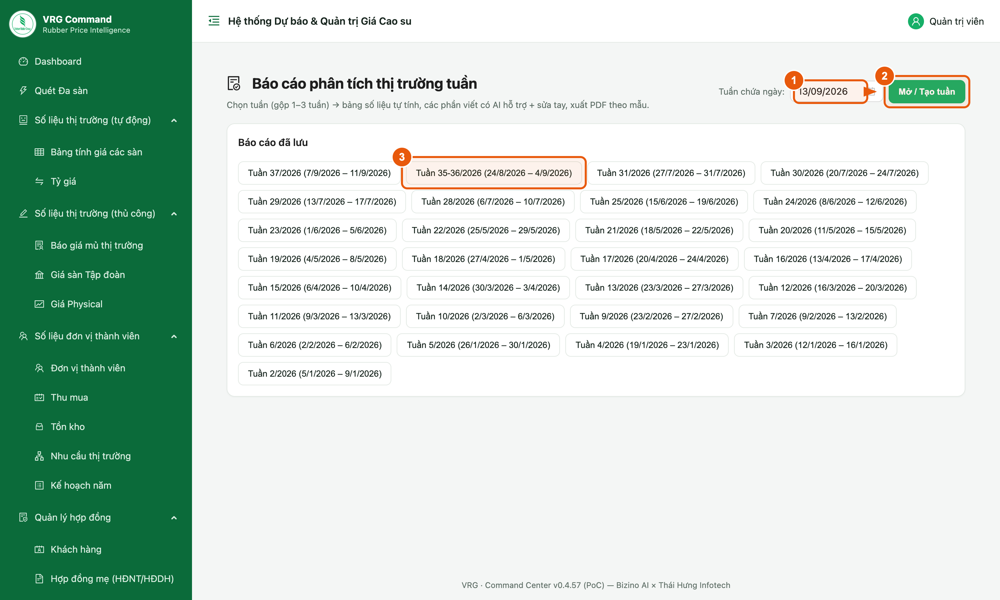 VRG Command
Rubber Price Intelligence
Hệ thống Dự báo & Quản trị Giá Cao su
Quản trị viên
Dashboard
Quét Đa sàn
Số liệu thị trường (tự động)
Bảng tính giá các sàn
Tỷ giá
Số liệu thị trường (thủ công)
Báo giá mủ thị trường
Giá sàn Tập đoàn
Giá Physical
Số liệu đơn vị thành viên
Đơn vị thành viên
Thu mua
Tồn kho
Nhu cầu thị trường
Kế hoạch năm
Quản lý hợp đồng
Khách hàng
Hợp đồng mẹ (HĐNT/HĐDH)
Báo cáo phân tích thị trường tuần
Chọn tuần (gộp 1–3 tuần) → bảng số liệu tự tính, các phần viết có AI hỗ trợ + sửa tay, xuất PDF theo mẫu.
Tuần chứa ngày: 1 13/09/2026 2 Mở / Tạo tuần
Báo cáo đã lưu
3
Tuần 37/2026 (7/9/2026 – 11/9/2026) Tuần 35-36/2026 (24/8/2026 – 4/9/2026) Tuần 31/2026 (27/7/2026 – 31/7/2026) Tuần 30/2026 (20/7/2026 – 24/7/2026)
Tuần 29/2026 (13/7/2026 – 17/7/2026) Tuần 28/2026 (6/7/2026 – 10/7/2026) Tuần 25/2026 (15/6/2026 – 19/6/2026) Tuần 24/2026 (8/6/2026 – 12/6/2026)
Tuần 23/2026 (1/6/2026 – 5/6/2026) Tuần 22/2026 (25/5/2026 – 29/5/2026) Tuần 21/2026 (18/5/2026 – 22/5/2026) Tuần 20/2026 (11/5/2026 – 15/5/2026)
Tuần 19/2026 (4/5/2026 – 8/5/2026) Tuần 18/2026 (27/4/2026 – 1/5/2026) Tuần 17/2026 (20/4/2026 – 24/4/2026) Tuần 16/2026 (13/4/2026 – 17/4/2026)
Tuần 15/2026 (6/4/2026 – 10/4/2026) Tuần 14/2026 (30/3/2026 – 3/4/2026) Tuần 13/2026 (23/3/2026 – 27/3/2026) Tuần 12/2026 (16/3/2026 – 20/3/2026)
Tuần 11/2026 (9/3/2026 – 13/3/2026) Tuần 10/2026 (2/3/2026 – 6/3/2026) Tuần 9/2026 (23/2/2026 – 27/2/2026) Tuần 7/2026 (9/2/2026 – 13/2/2026)
Tuần 6/2026 (2/2/2026 – 6/2/2026) Tuần 5/2026 (26/1/2026 – 30/1/2026) Tuần 4/2026 (19/1/2026 – 23/1/2026) Tuần 3/2026 (12/1/2026 – 16/1/2026)
Tuần 2/2026 (5/1/2026 – 9/1/2026)
VRG · Command Center v0.4.57 (PoC) — Bizino AI × Thái Hưng Infotech